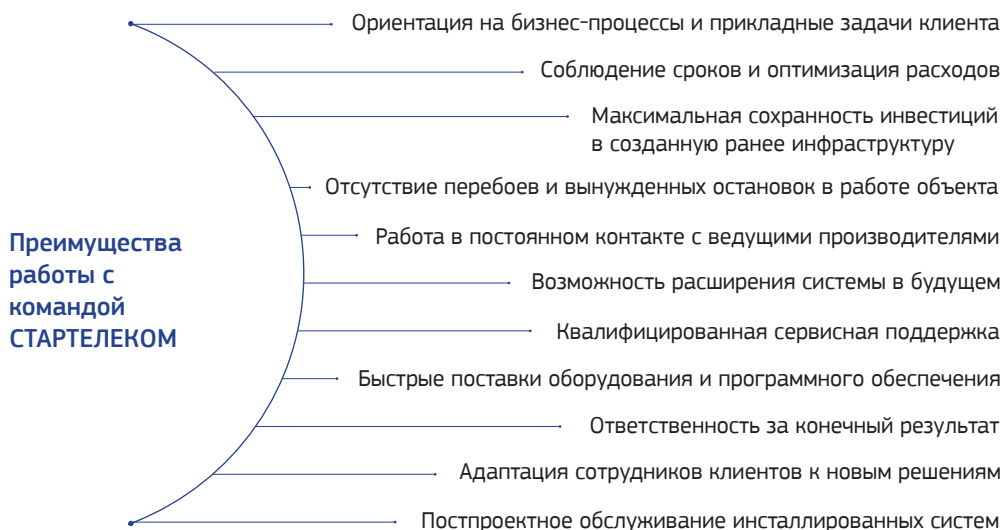 Ориентация на бизнес-процессы и прикладные задачи клиента
Соблюдение сроков и оптимизация расходов
Максимальная сохранность инвестиций
в созданную ранее инфраструктуру
Отсутствие перебоев и вынужденных остановок в работе объекта
Преимущества
работы с
командой
СТАРТЕЛЕКОМ
Работа в постоянном контакте с ведущими производителями
Возможность расширения системы в будущем
Квалифицированная сервисная поддержка
Быстрые поставки оборудования и программного обеспечения
Ответственность за конечный результат
Адаптация сотрудников клиентов к новым решениям
Постпроектное обслуживание инсталлированных систем